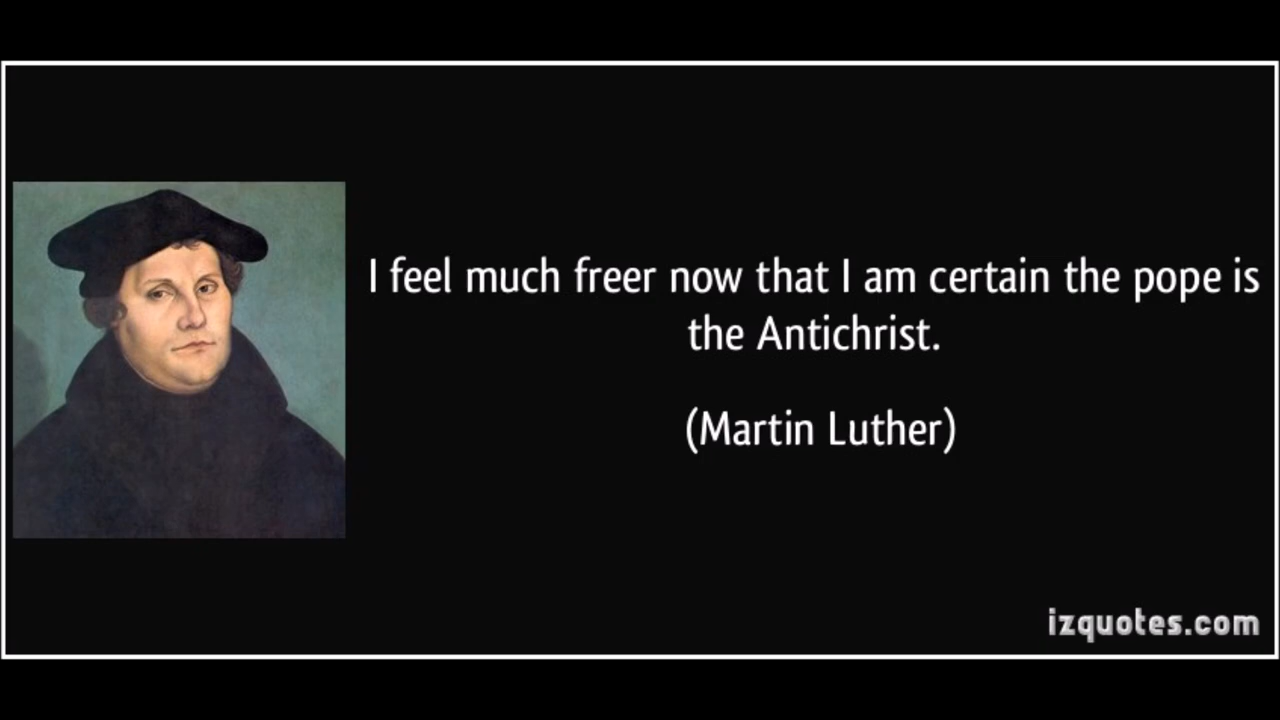 I feel much freer now that I am certain the pope is
the Antichrist.
(Martin Luther)
izquotes.com